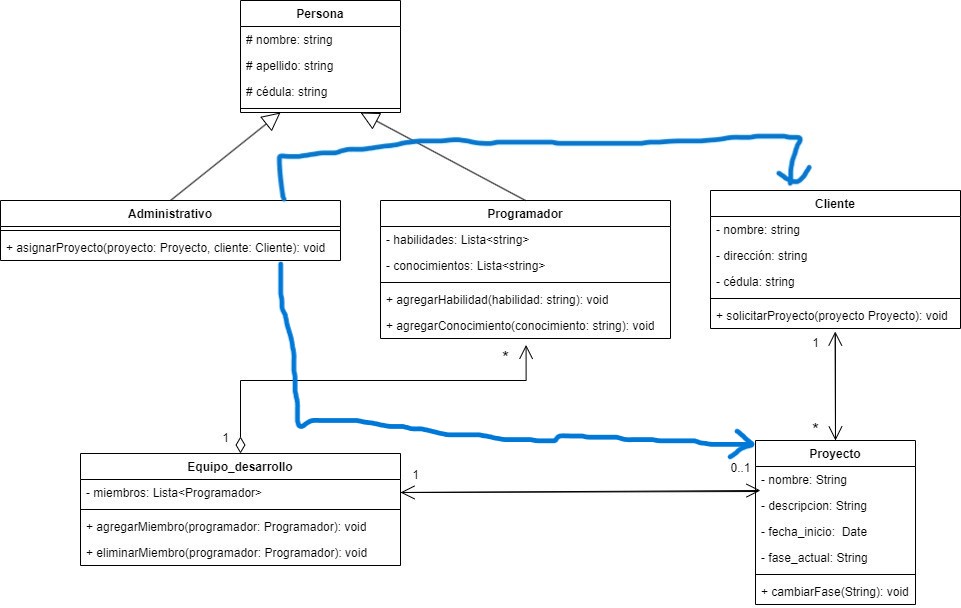 Persona
# nombre: string
# apellido: string
# cédula: string
Administrativo
+ asignarProyecto(proyecto: Proyecto, cliente: Cliente): void
Programador
- habilidades: Lista<string>
- conocimientos: Lista<string>
+ agregarHabilidad(habilidad: string): void
+ agregarConocimiento(conocimiento: string): void
Cliente
- nombre: string
- dirección: string
- cédula: string
+ solicitarProyecto(proyecto Proyecto): void
1
*
*
1
Equipo_desarrollo
- miembros: Lista<Programador>
+ agregarMiembro(programador: Programador): void
+ eliminarMiembro(programador: Programador): void
1
0..1
Proyecto
- nombre: String
- descripcion: String
- fecha_inicio: Date
- fase_actual: String
+ cambiarFase(String): void